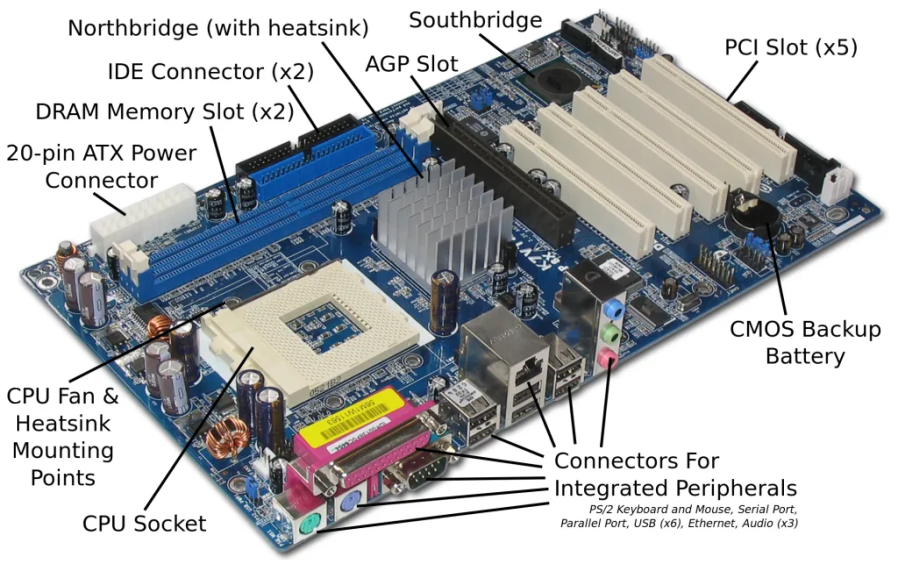 Northbridge (with heatsink)
Southbridge
PCI Slot (x5)
IDE Connector (x2)
AGP Slot
DRAM Memory Slot (x2)
20-pin ATX Power
Connector
CMOS Backup
Battery
CPU Fan &
Heatsink
Mounting
Points
CPU Socket
Connectors For
Integrated Peripherals
PS/2 Keyboard and Mouse, Serial Port,
Parallel Port, USB (x6), Ethernet, Audio (x3)